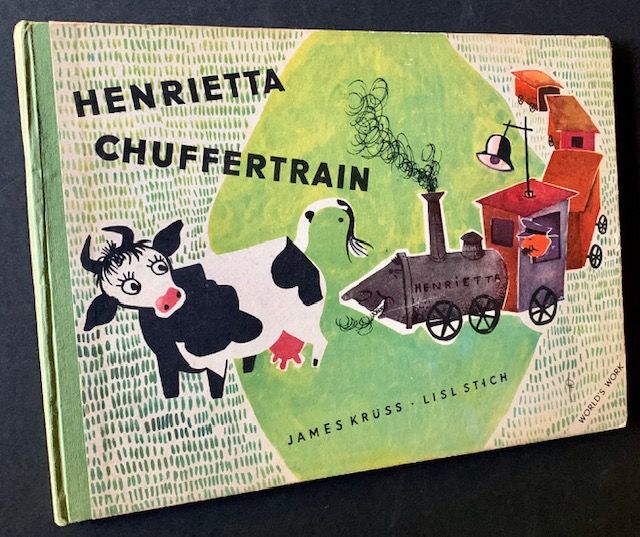 HENRIETTA
CHUFFERTRAIN
HENRIETTA
JAMES KRÜSS · LISL STICH
WORLD'S WORK